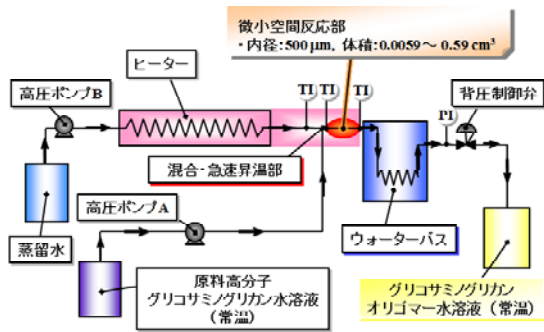 微小空間反応部
・内径:500 μm, 体積:0.0059～0.59 cm³
ヒーター
高圧ポンプB
TI
TI
TI
背圧制御弁
PI
混合・急速昇温部
高圧ポンプA
蒸留水
ウォーターバス
原料高分子
グリコサミノグリカン水溶液
(常温)
グリコサミノグリカン
オリゴマー水溶液 (常温)